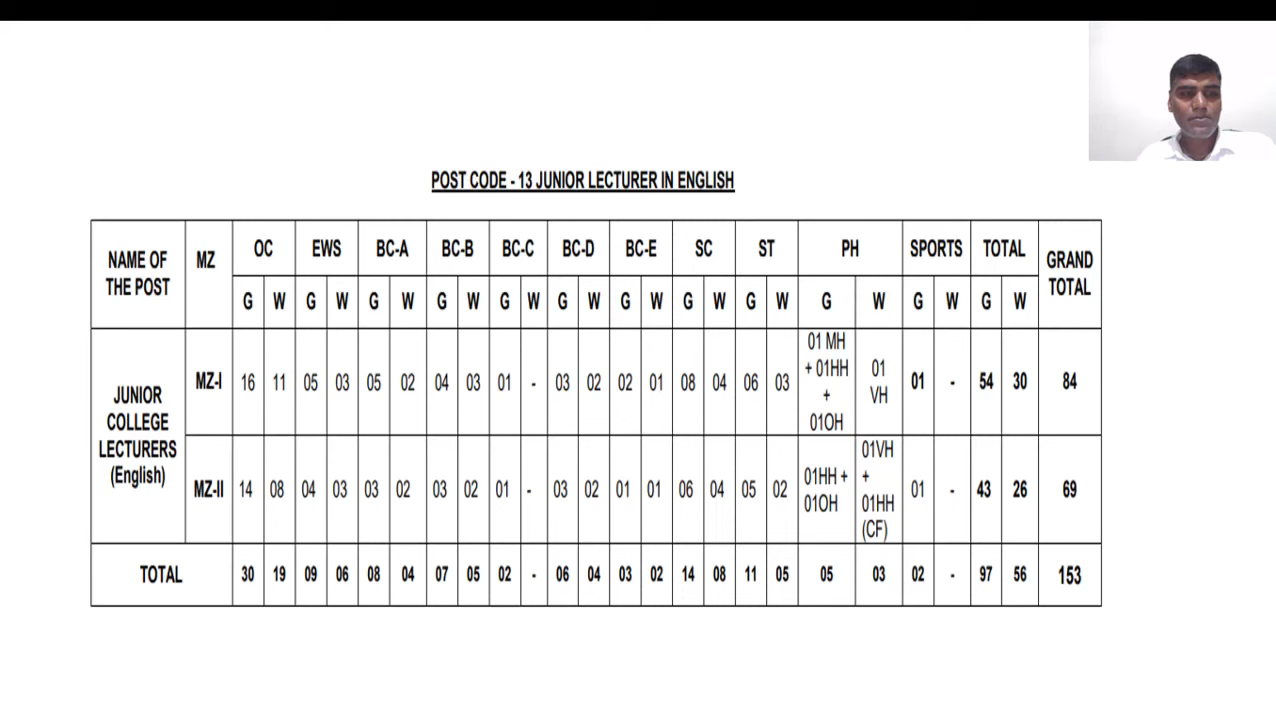 POST CODE - 13 JUNIOR LECTURER IN ENGLISH
NAME OF THE POST MZ OC EWS BC-A BC-B BC-C BC-D BC-E SC ST PH SPORTS TOTAL GRAND TOTAL
G W G W G W G W G W G W G W G W G W G W G W G W
JUNIOR COLLEGE LECTURERS (English)
MZ-I 16 11 05 03 05 02 04 03 01 - 03 02 02 01 08 04 06 03 01 MH + 01HH + 01OH 01 VH 01 - 54 30 84
MZ-II 14 08 04 03 03 02 03 02 01 - 03 02 01 01 06 04 05 02 01HH + 01OH 01VH + 01HH (CF) 01 - 43 26 69
TOTAL 30 19 09 06 08 04 07 05 02 - 06 04 03 02 14 08 11 05 05 03 02 - 97 56 153